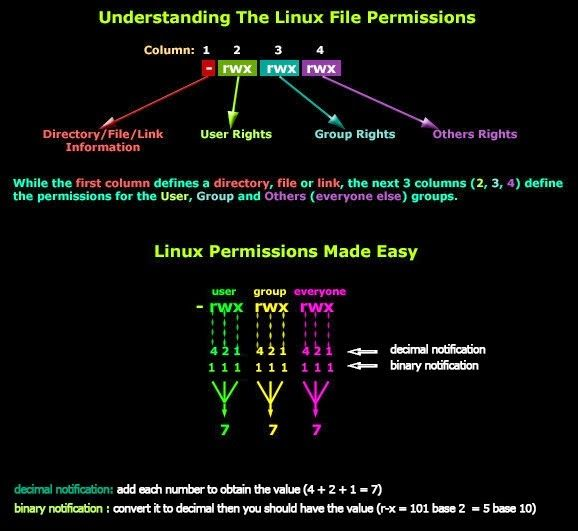 Understanding The Linux File Permissions
Column: 1 2 3 4
- rwx rwx rwx
Directory/File/Link Information
User Rights
Group Rights
Others Rights
While the first column defines a directory, file or link, the next 3 columns (2, 3, 4) define
the permissions for the User, Group and Others (everyone else) groups.
Linux Permissions Made Easy
user group everyone
- rwx rwx rwx
4 2 1 4 2 1 4 2 1 decimal notification
1 1 1 1 1 1 1 1 1 binary notification
7 7 7
decimal notification: add each number to obtain the value (4 + 2 + 1 = 7)
binary notification : convert it to decimal then you should have the value (r-x = 101 base 2 = 5 base 10)